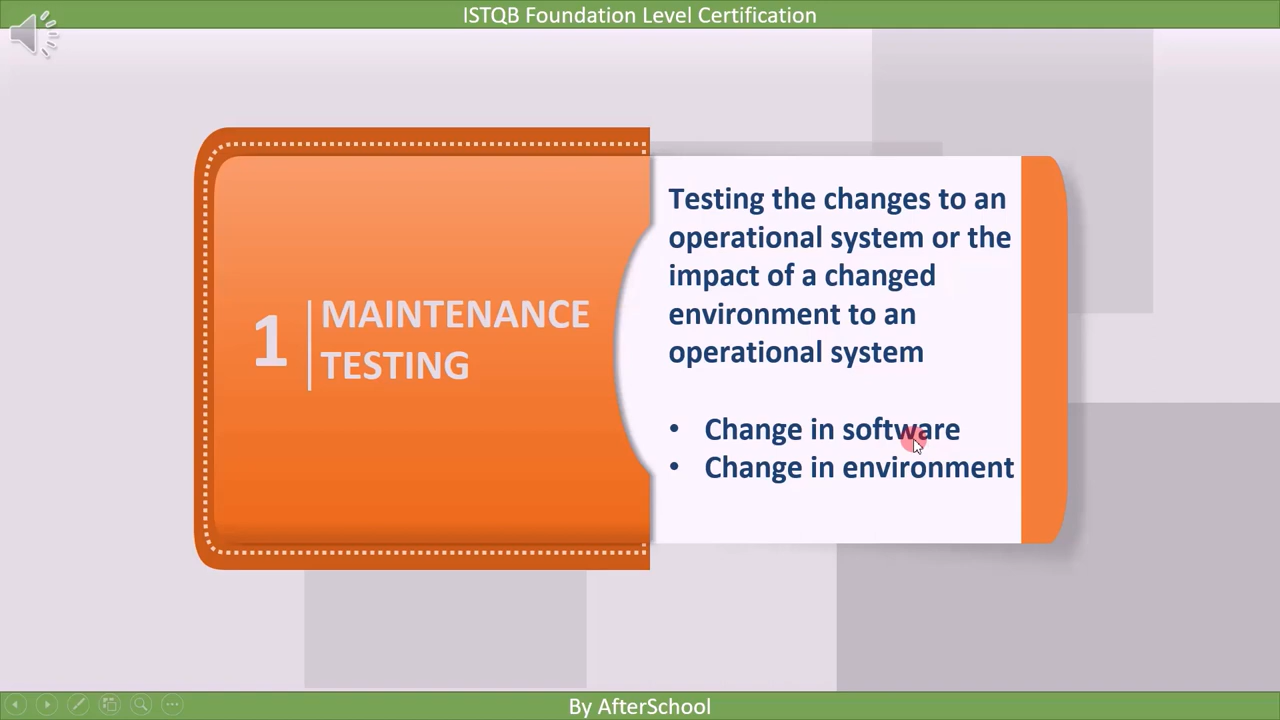 ISTQB Foundation Level Certification
1
MAINTENANCE
TESTING
Testing the changes to an
operational system or the
impact of a changed
environment to an
operational system
• Change in software
• Change in environment
By AfterSchool